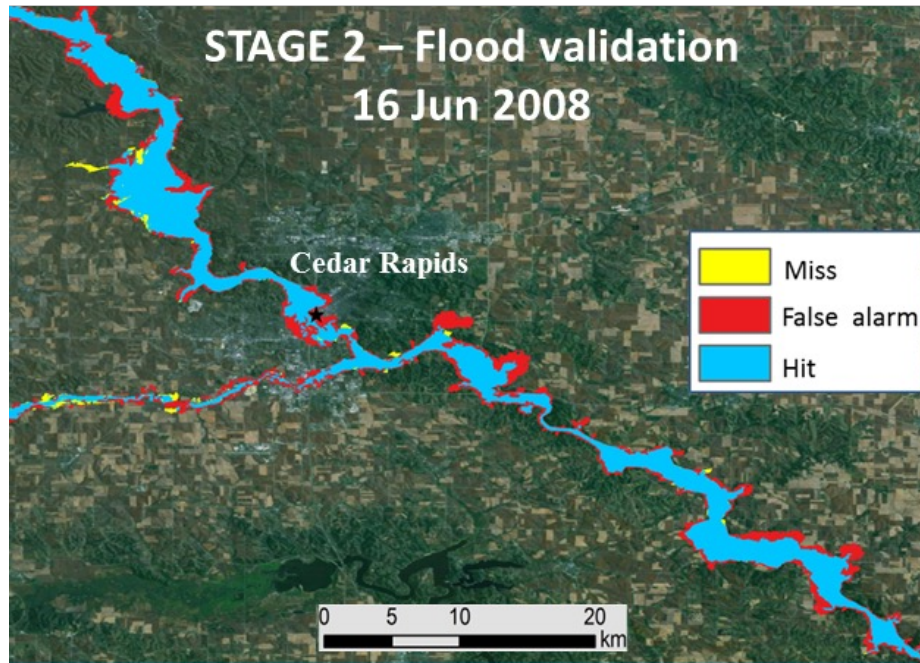 STAGE 2 – Flood validation
16 Jun 2008
Cedar Rapids
Miss
False alarm
Hit
0 5 10 20
km